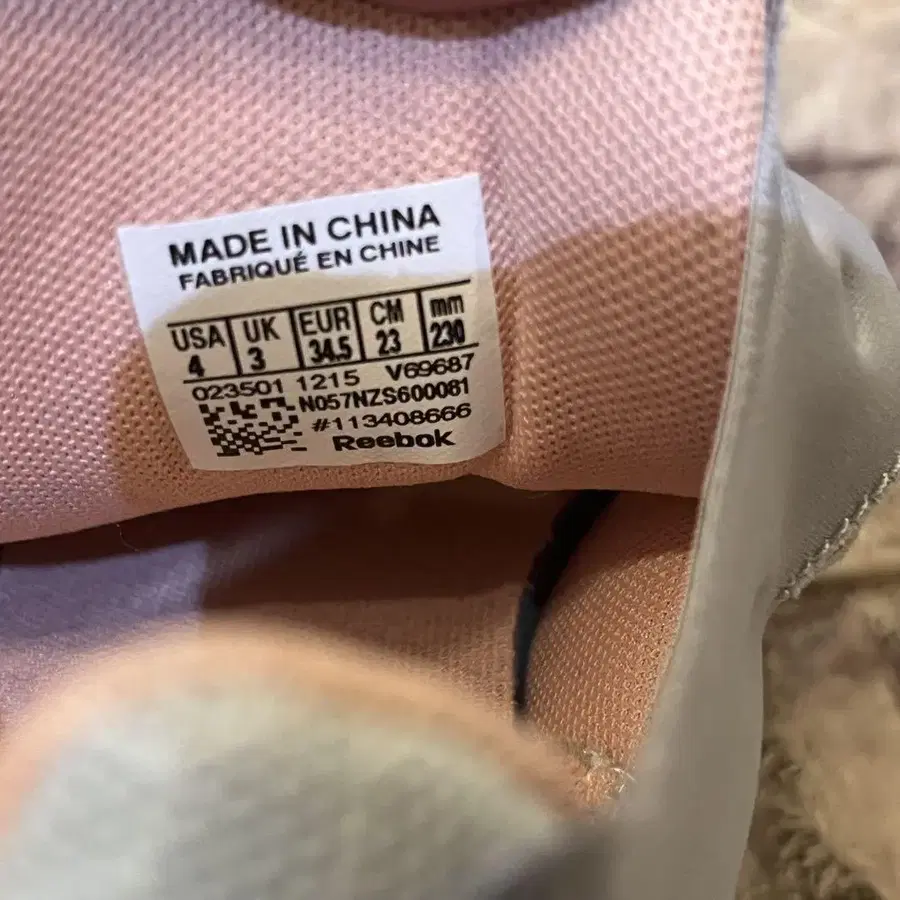 MADE IN CHINA
FABRIQUÉ EN CHINE
USA UK EUR CM mm
4 3 34.5 23 230
023501 1215 V69687
N057NZS600081
#113408666
Reebok